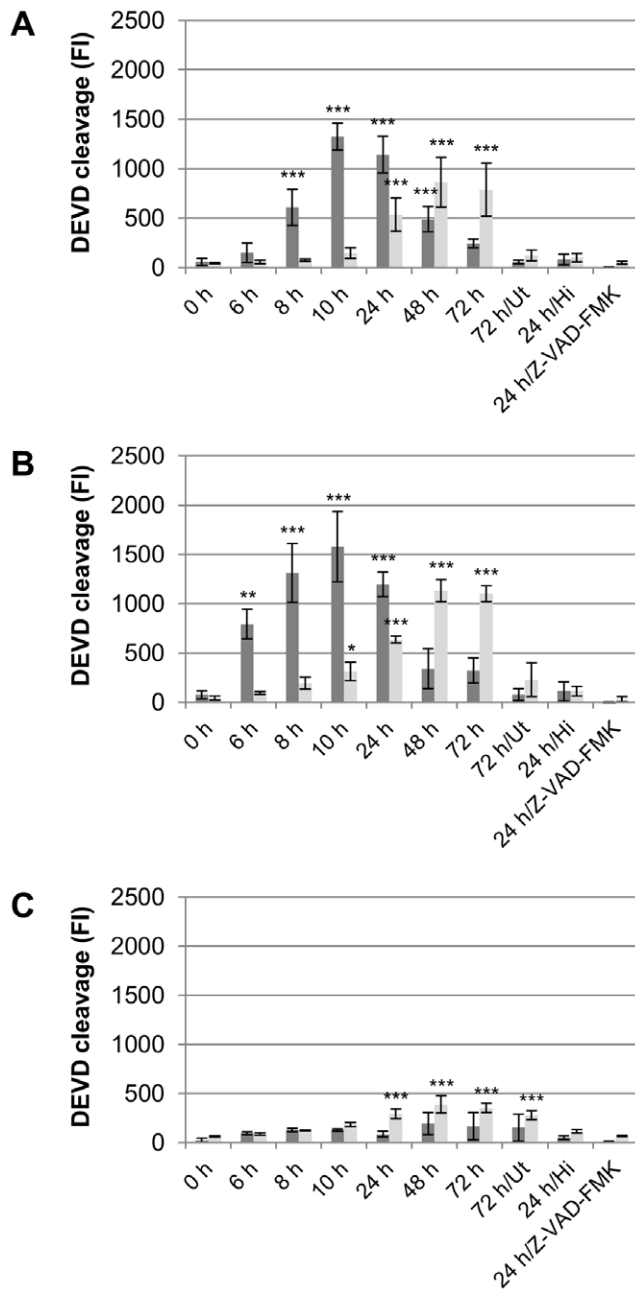 A
DEVD cleavage (FI)
2500
2000
1500
1000
500
0
***
***
***
***
***
***
***
0 h
6 h
8 h
10 h
24 h
48 h
72 h
72 h/Ut
24 h/Hi
24 h/Z-VAD-FMK
B
DEVD cleavage (FI)
2500
2000
1500
1000
500
0
**
***
***
*
***
***
***
***
0 h
6 h
8 h
10 h
24 h
48 h
72 h
72 h/Ut
24 h/Hi
24 h/Z-VAD-FMK
C
DEVD cleavage (FI)
2500
2000
1500
1000
500
0
***
***
***
***
0 h
6 h
8 h
10 h
24 h
48 h
72 h
72 h/Ut
24 h/Hi
24 h/Z-VAD-FMK